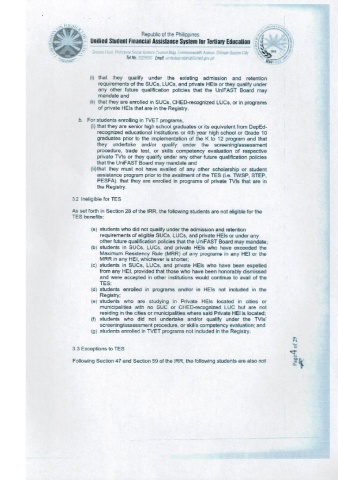 Republic of the Philippines
Unified Student Financial Assistance System for Tertiary Education
(i) that they qualify under the existing admission and retention
requirements of the SUCs, LUCs, and private HEIs or they qualify under
any other future qualification policies that the UniFAST Board may
mandate and
(ii) that they are enrolled in SUCs, CHED-recognized LUCs, or in programs
of private HEIs that are in the Registry.
b. For students enrolling in TVET programs,
(i) that they are senior high school graduates or its equivalent from DepEd-
recognized educational institutions or 4th year high school or Grade 10
graduates prior to the implementation of the K to 12 program and that
they undertake and/or qualify under the screening/assessment
procedure, trade test, or skills competency evaluation of respective
private TVIs or they qualify under any other future qualification policies
that the UniFAST Board may mandate and
(ii) that they must not have availed of any other scholarship or student
assistance program prior to the availment of the TES (i.e. TWSP, STEP,
PESFA) that they are enrolled in programs of private TVIs that are in
the Registry.
3.2 Ineligible for TES
As set forth in Section 28 of the IRR, the following students are not eligible for the
TES benefits:
(a) students who did not qualify under the admission and retention
requirements of eligible SUCs, LUCs, and private HEIs or under any
other future qualification policies that the UniFAST Board may mandate;
(b) students in SUCs, LUCs, and private HEIs who have exceeded the
Maximum Residency Rule (MRR) of any programs in any HEI or the
MRR in any HEI, whichever is shorter;
(c) students in SUCs, LUCs, and private HEIs who have been expelled
from any HEI, provided that those who have been honorably dismissed
and were accepted in other institutions would continue to avail of the
TES;
(d) students enrolled in programs and/or in HEIs not included in the
Registry;
(e) students who are studying in Private HEIs located in cities or
municipalities with no SUC or CHED-recognized LUC but are not
residing in the cities or municipalities where said Private HEI is located;
(f) students who did not undertake and/or qualify under the TVIs'
screening/assessment procedure, or skills competency evaluation; and
(g) students enrolled in TVET programs not included in the Registry.
3.3 Exceptions to TES
Following Section 47 and Section 59 of the IRR, the following students are also not